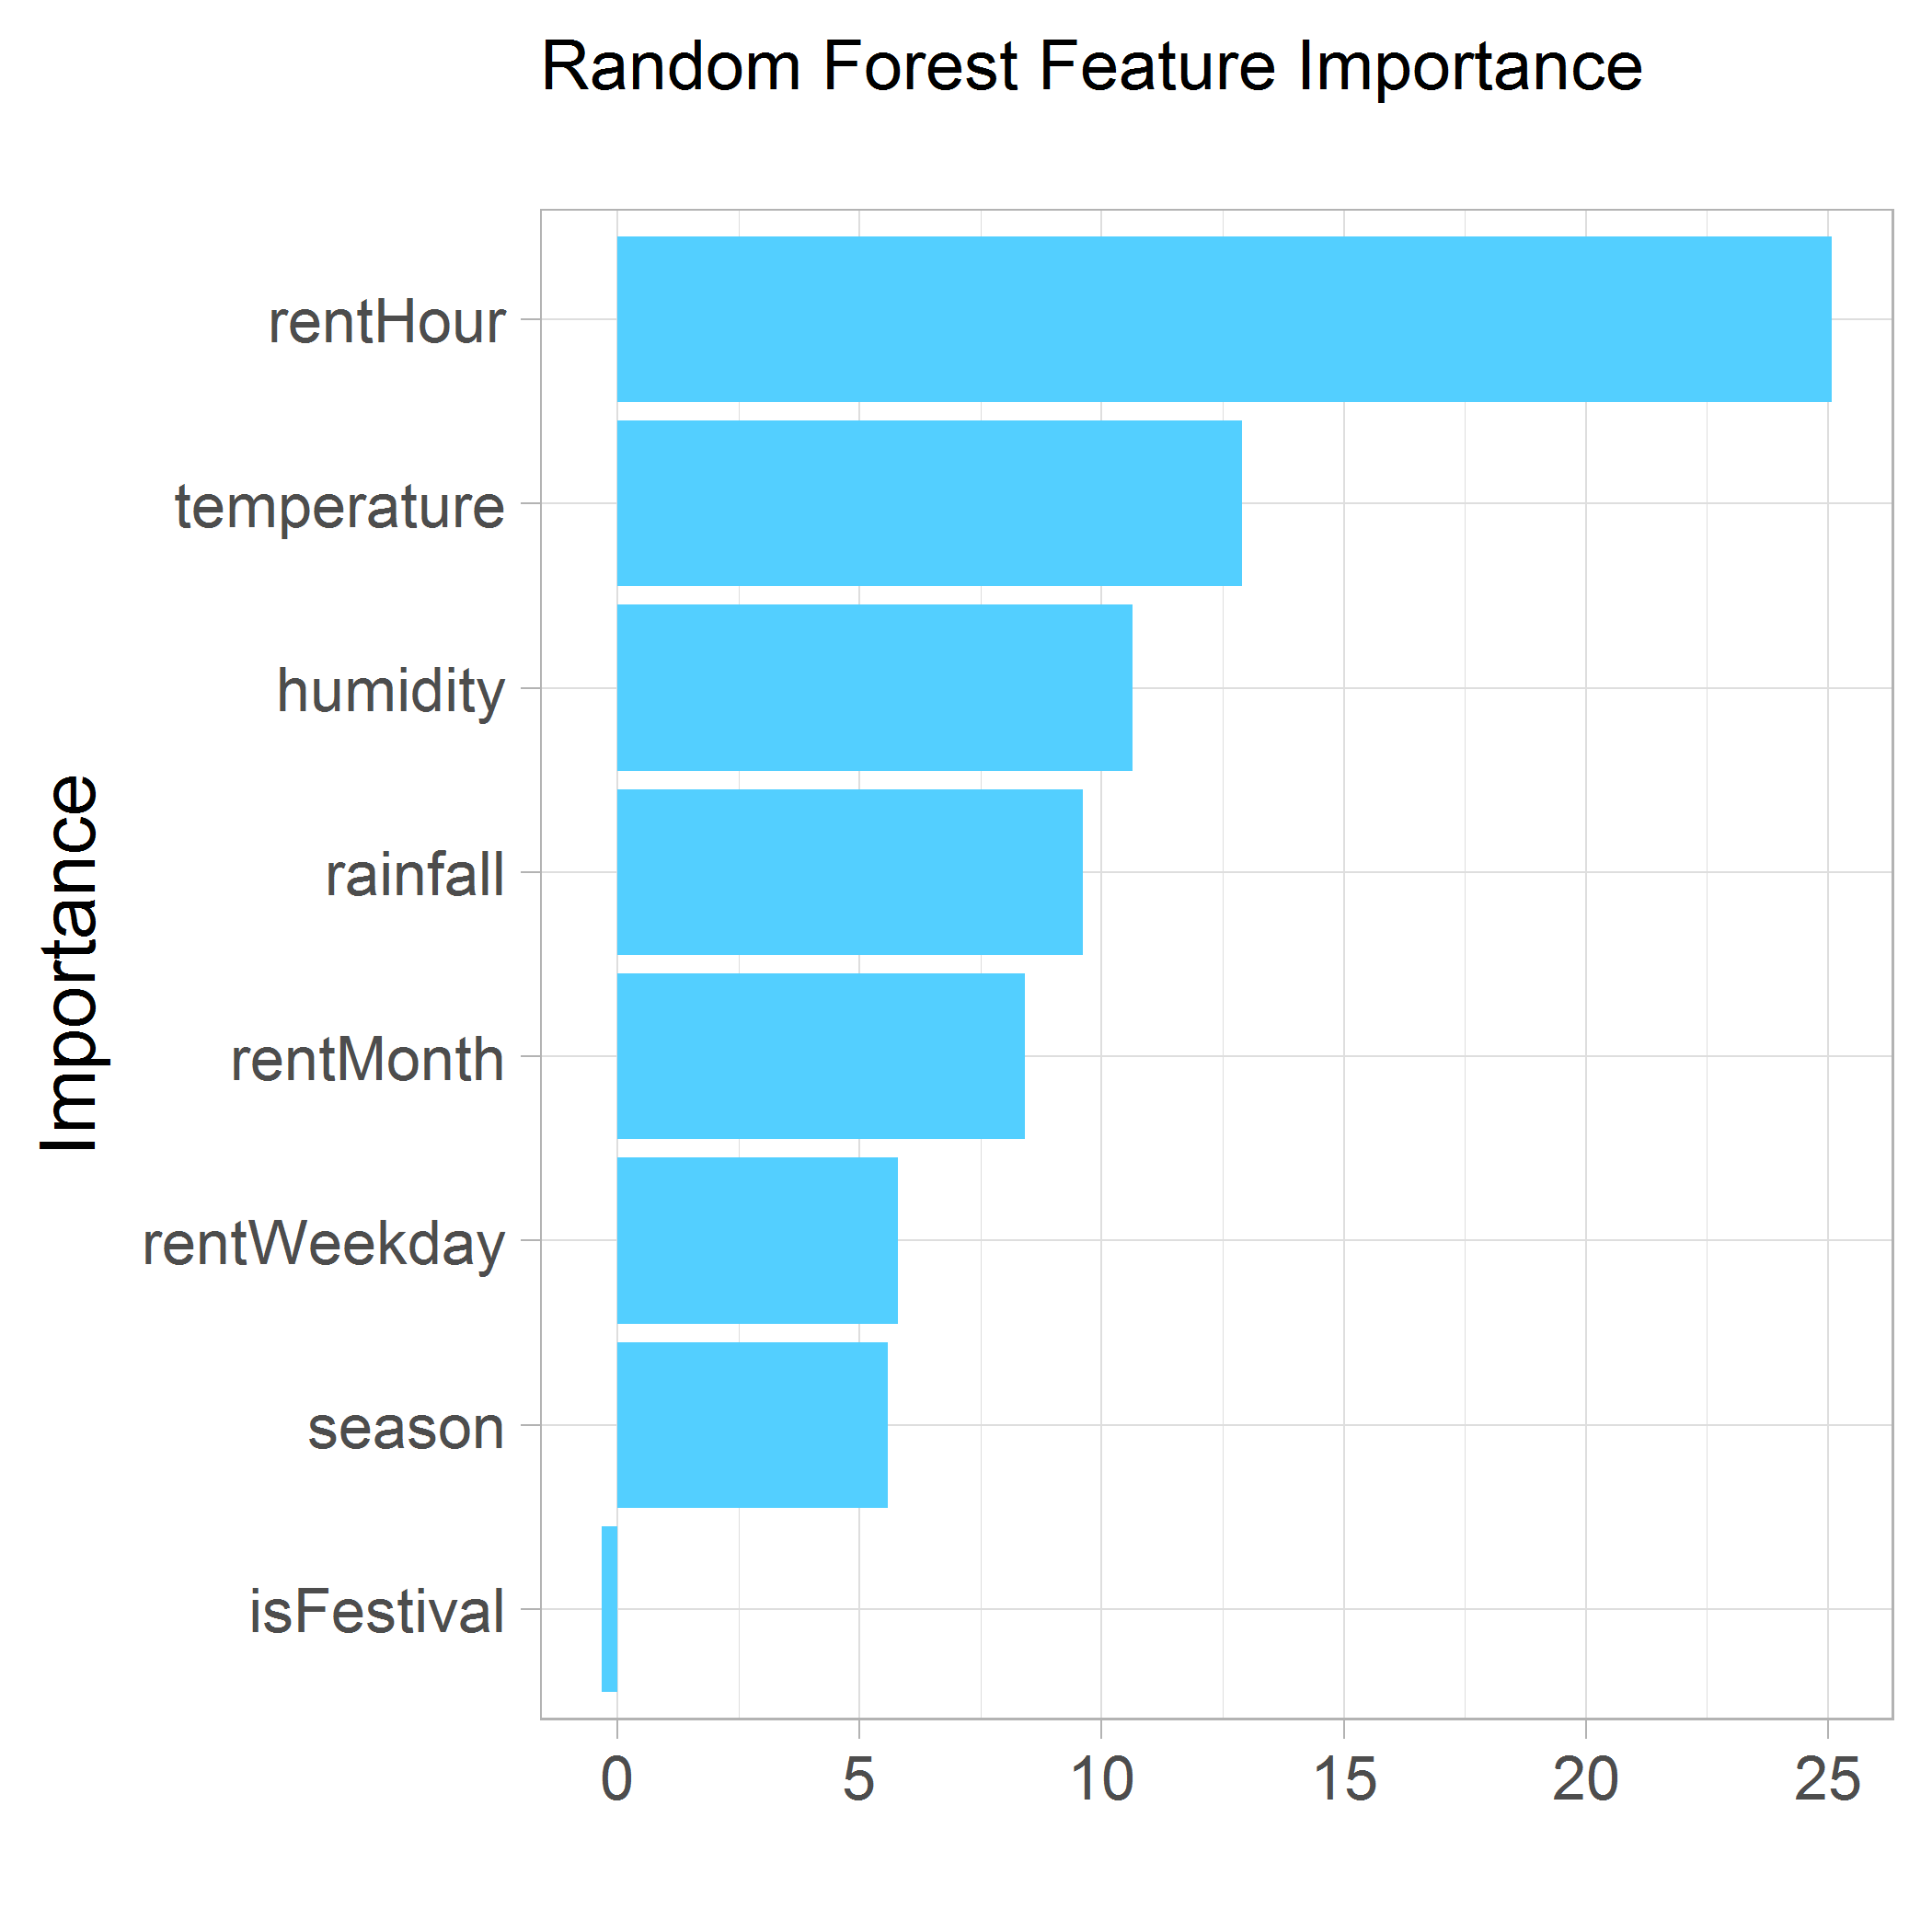 Random Forest Feature Importance
Importance
rentHour
temperature
humidity
rainfall
rentMonth
rentWeekday
season
isFestival
0 5 10 15 20 25